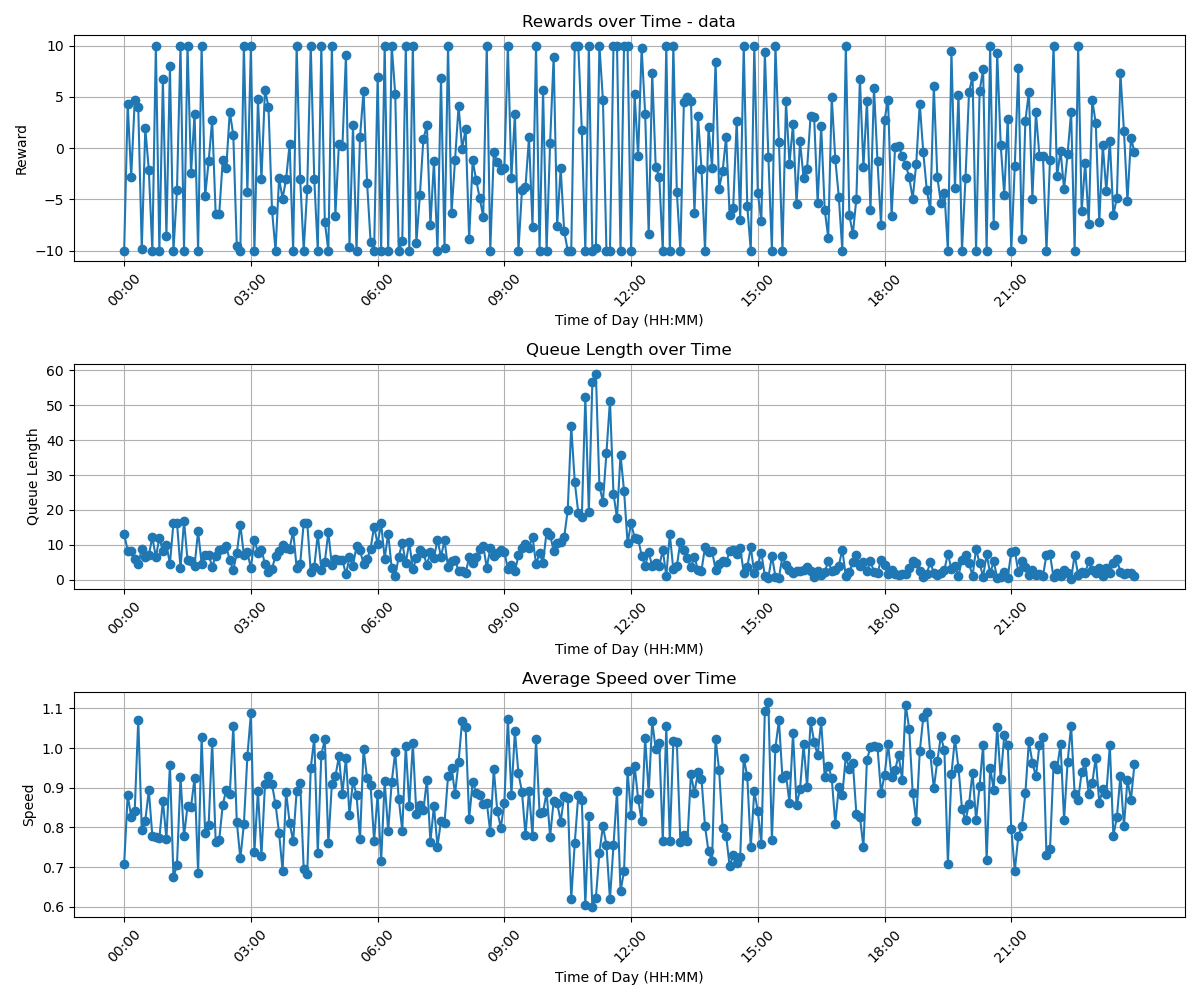 Rewards over Time - data
10
5
0
−5
−10
Reward
00:00 03:00 06:00 09:00 12:00 15:00 18:00 21:00
Time of Day (HH:MM)
Queue Length over Time
60
50
40
30
20
10
0
Queue Length
00:00 03:00 06:00 09:00 12:00 15:00 18:00 21:00
Time of Day (HH:MM)
Average Speed over Time
1.1
1.0
0.9
0.8
0.7
0.6
Speed
00:00 03:00 06:00 09:00 12:00 15:00 18:00 21:00
Time of Day (HH:MM)